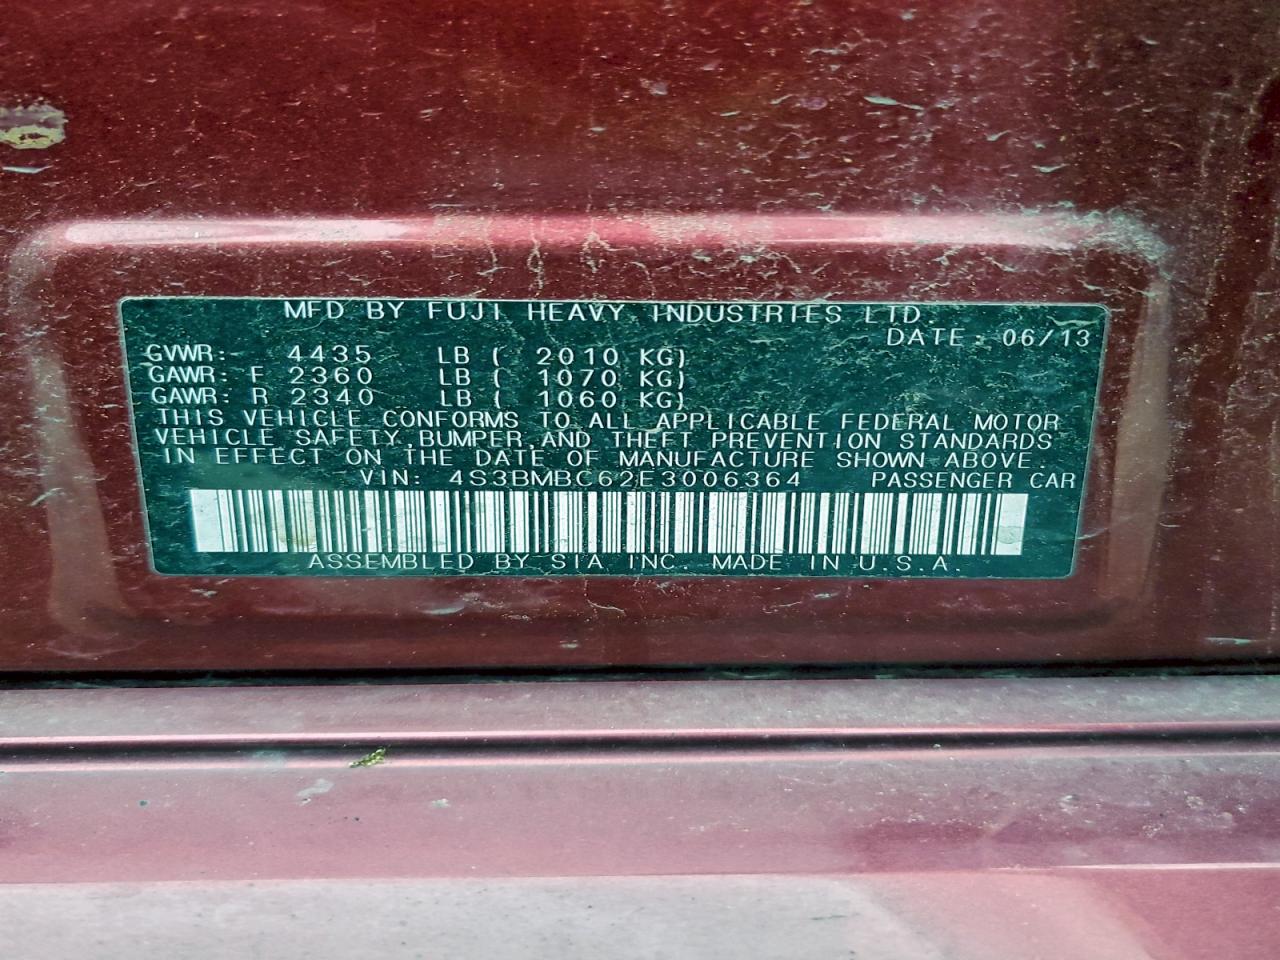 MFD BY FUJI HEAVY INDUSTRIES LTD.
DATE: 06/13
GVWR: 4435 LB ( 2010 KG)
GAWR: F 2360 LB ( 1070 KG)
GAWR: R 2340 LB ( 1060 KG)
THIS VEHICLE CONFORMS TO ALL APPLICABLE FEDERAL MOTOR
VEHICLE SAFETY,BUMPER,AND THEFT PREVENTION STANDARDS
IN EFFECT ON THE DATE OF MANUFACTURE SHOWN ABOVE.
VIN: 4S3BMBC62E3006364 PASSENGER CAR
ASSEMBLED BY SIA INC. MADE IN U.S.A.